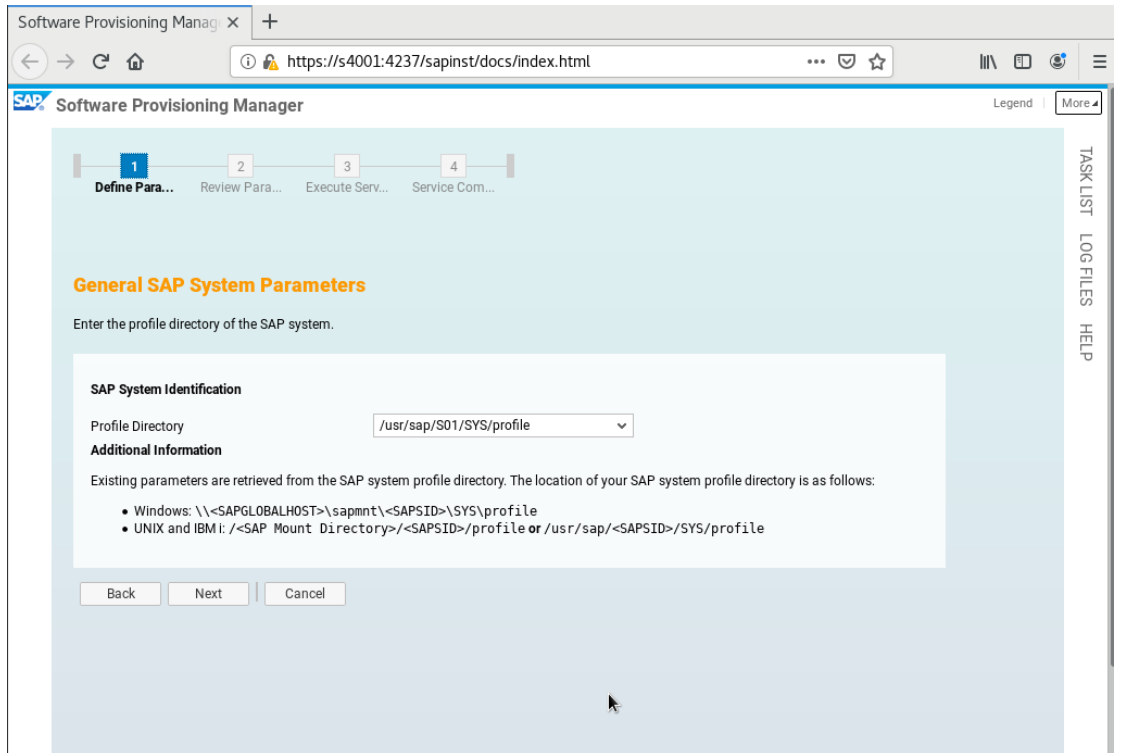 Software Provisioning Manag
https://s4001:4237/sapinst/docs/index.html
SAP Software Provisioning Manager
Legend
More
1 2 3 4
Define Para... Review Para... Execute Serv... Service Com...
TASK LIST
LOG FILES
HELP
General SAP System Parameters
Enter the profile directory of the SAP system.
SAP System Identification
Profile Directory /usr/sap/S01/SYS/profile
Additional Information
Existing parameters are retrieved from the SAP system profile directory. The location of your SAP system profile directory is as follows:
• Windows: \\<SAPGLOBALHOST>\sapmnt\<SAPSID>\SYS\profile
• UNIX and IBM i: /<SAP Mount Directory>/<SAPSID>/profile or /usr/sap/<SAPSID>/SYS/profile
Back Next Cancel